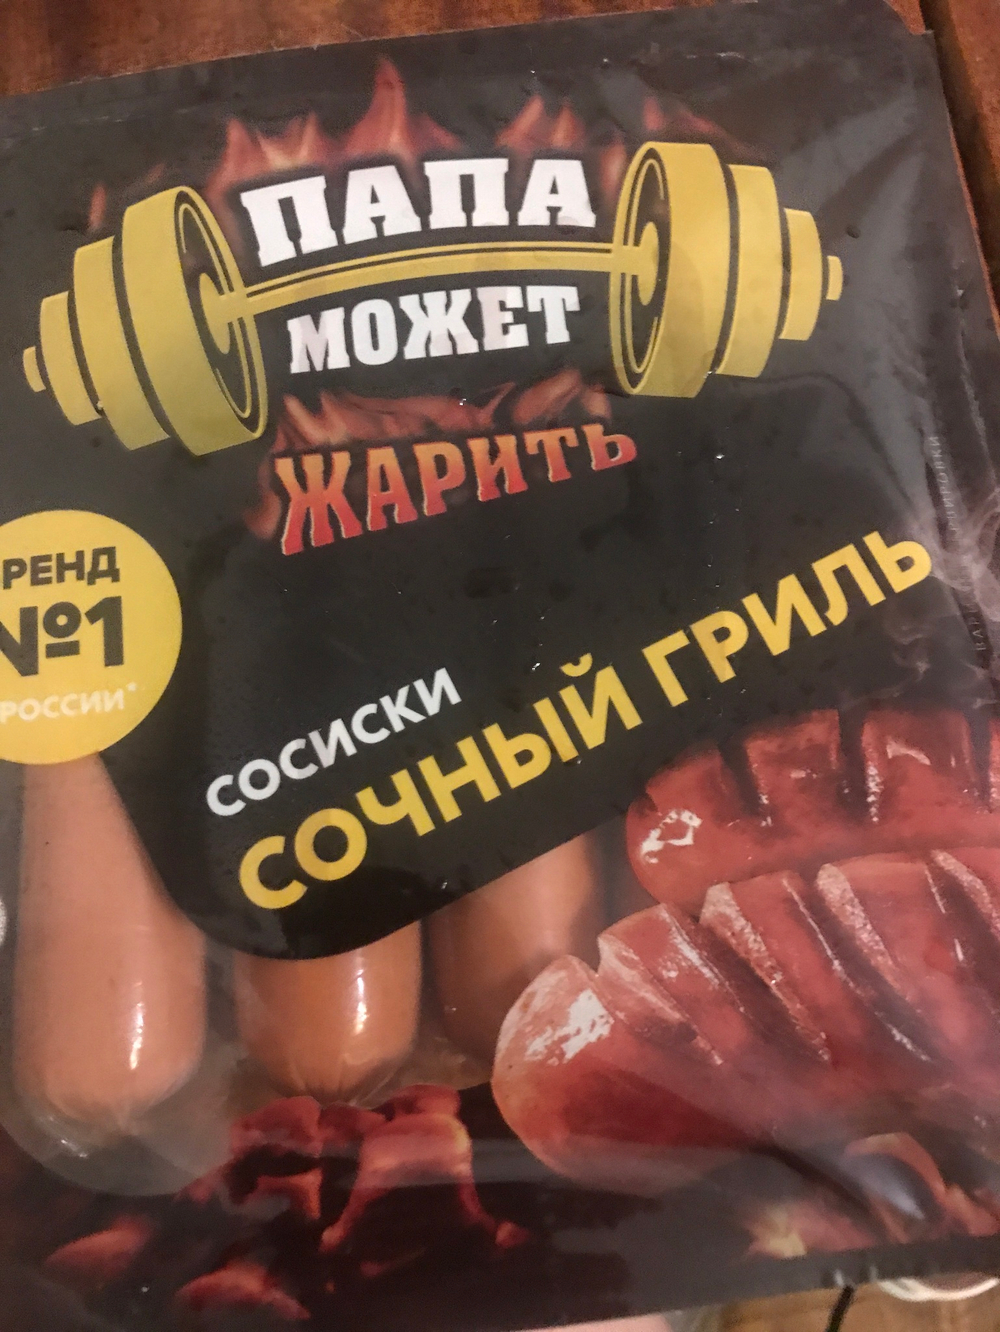 ПАПА
МОЖЕТ
ЖАРИТЬ
РЕНД
№1
РОССИИ*
СОСИСКИ
СОЧНЫЙ ГРИЛЬ